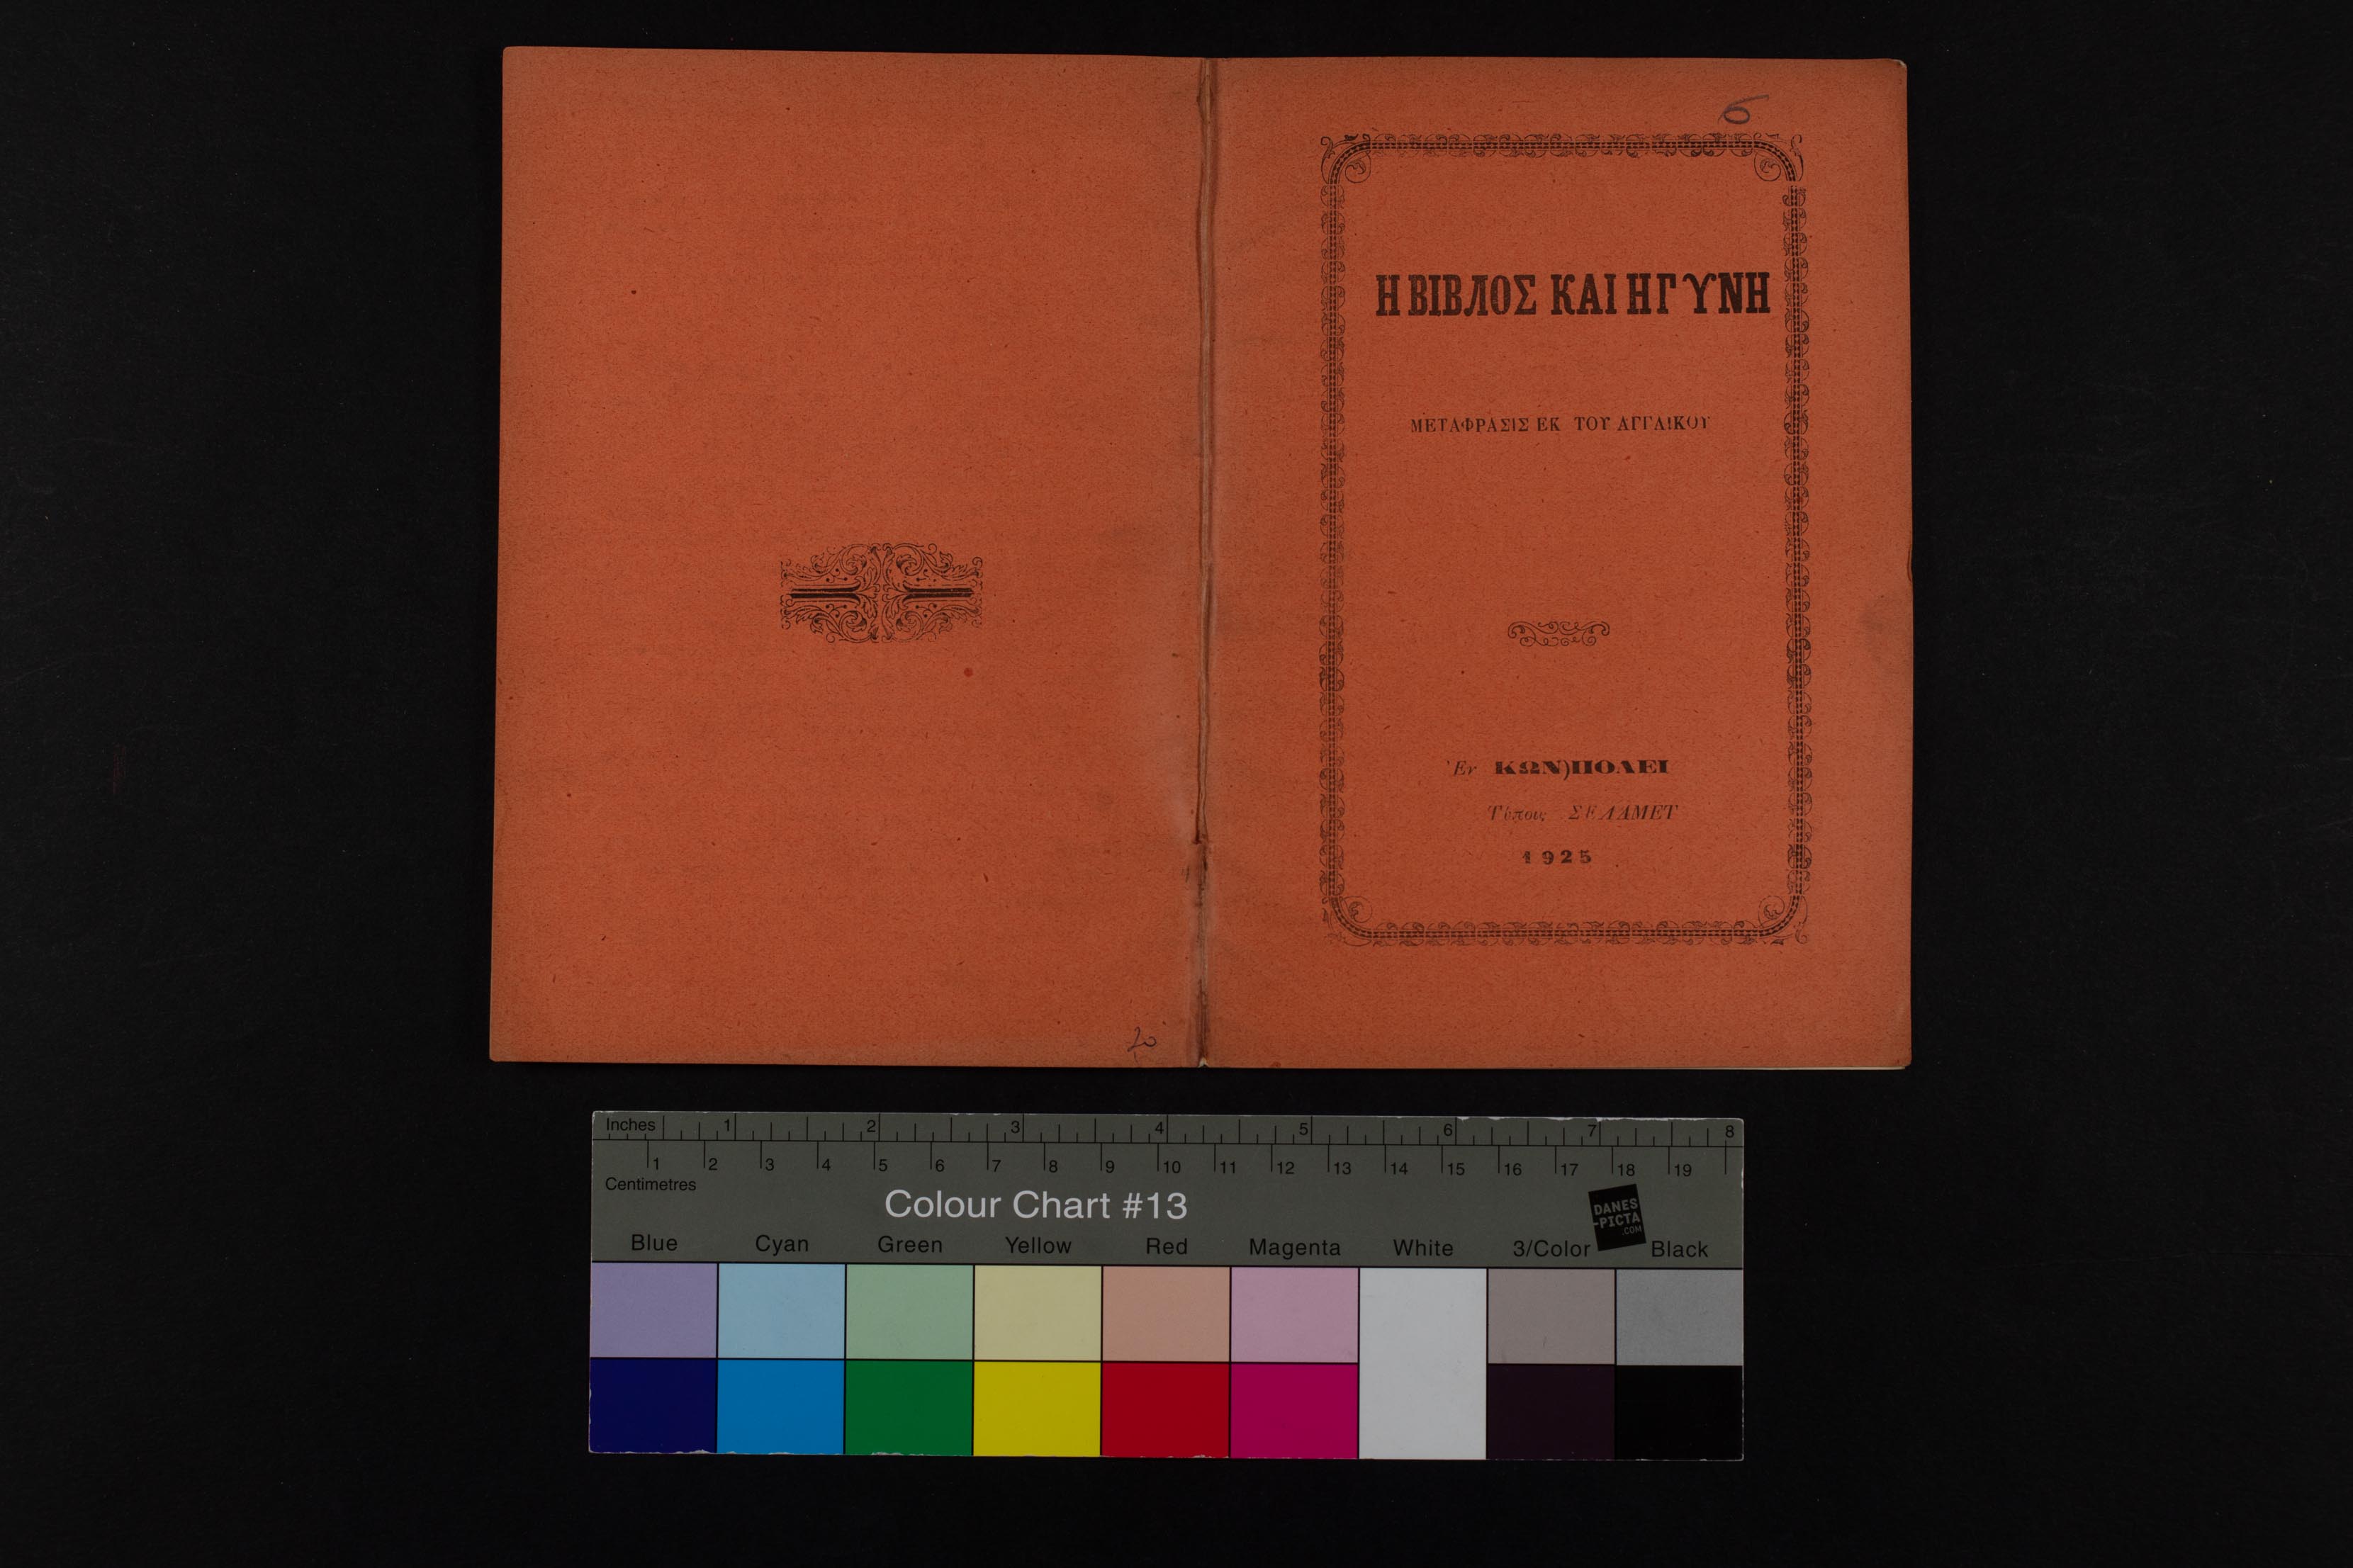 6
Η ΒΙΒΛΟΣ ΚΑΙ Η ΓΥΝΗ
ΜΕΤΑΦΡΑΣΙΣ ΕΚ ΤΟΥ ΑΓΓΛΙΚΟΥ
Ἐν ΚΩΝ)ΠΟΛΕΙ
Τύποις ΣΕΛΑΜΕΤ
1925
20
Inches 1 2 3 4 5 6 7 8
1 2 3 4 5 6 7 8 9 10 11 12 13 14 15 16 17 18 19
Centimetres
Colour Chart #13
DANES
-PICTA
.COM
Blue Cyan Green Yellow Red Magenta White 3/Color Black